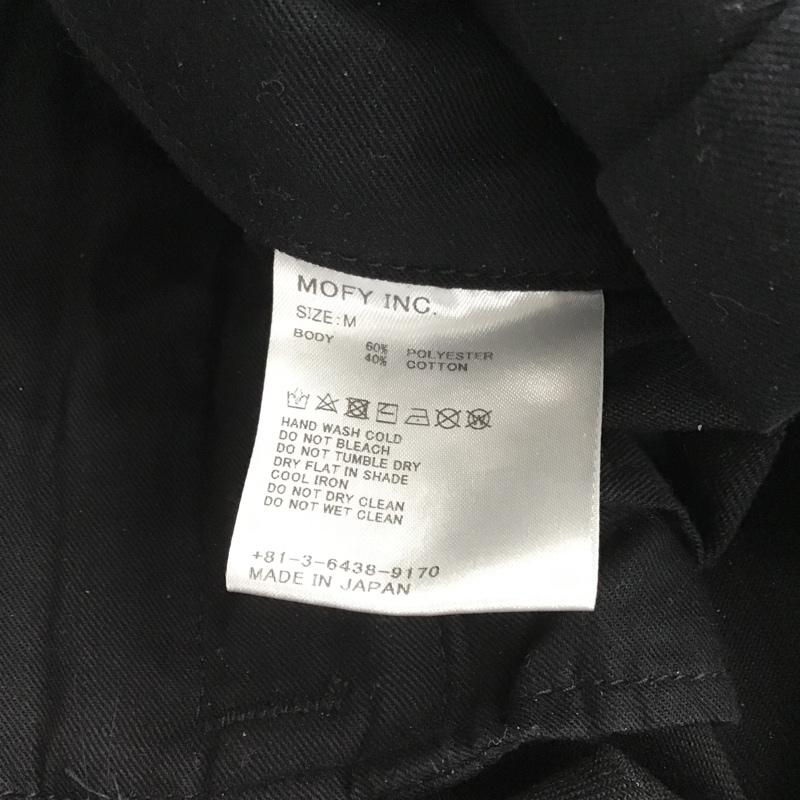 MOFY INC.
SIZE:M
BODY
60% POLYESTER
40% COTTON
HAND WASH COLD
DO NOT BLEACH
DO NOT TUMBLE DRY
DRY FLAT IN SHADE
COOL IRON
DO NOT DRY CLEAN
DO NOT WET CLEAN
+81-3-6438-9170
MADE IN JAPAN